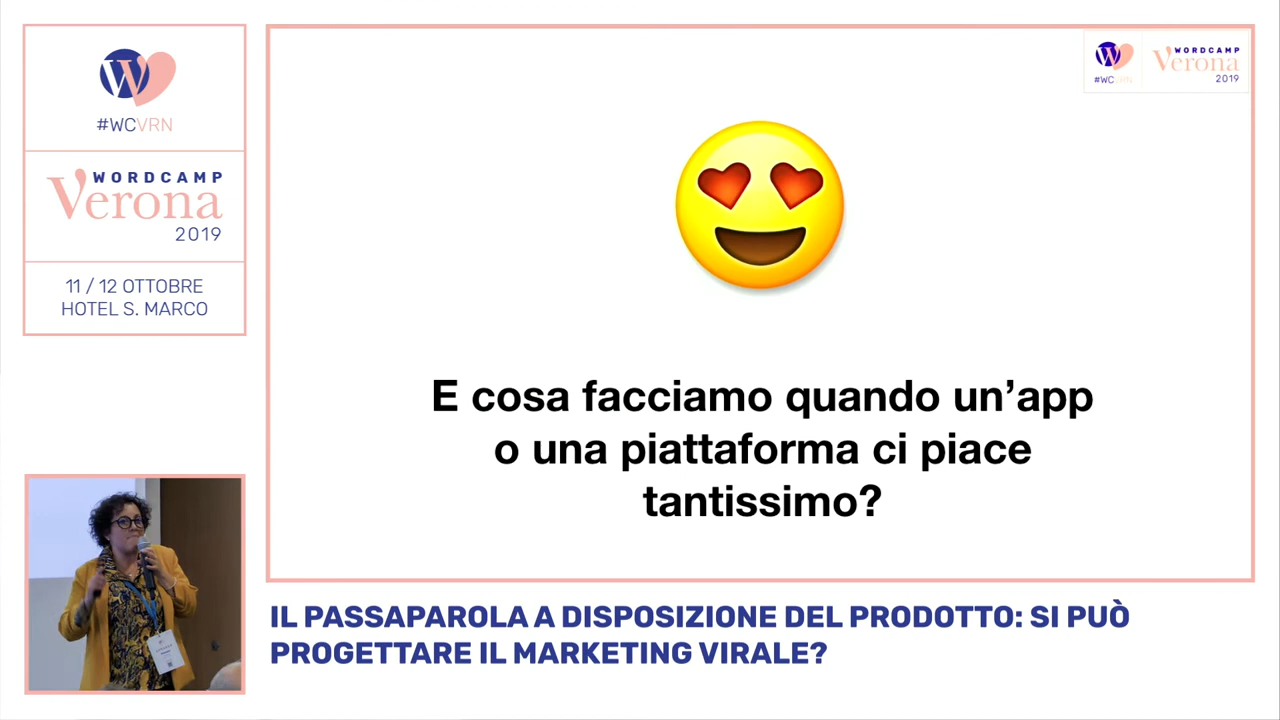 #WCVRN
WORDCAMP
Verona
2019
11 / 12 OTTOBRE
HOTEL S. MARCO
#WCVRN
WORDCAMP
Verona
2019
E cosa facciamo quando un’app
o una piattaforma ci piace
tantissimo?
IL PASSAPAROLA A DISPOSIZIONE DEL PRODOTTO: SI PUÒ
PROGETTARE IL MARKETING VIRALE?